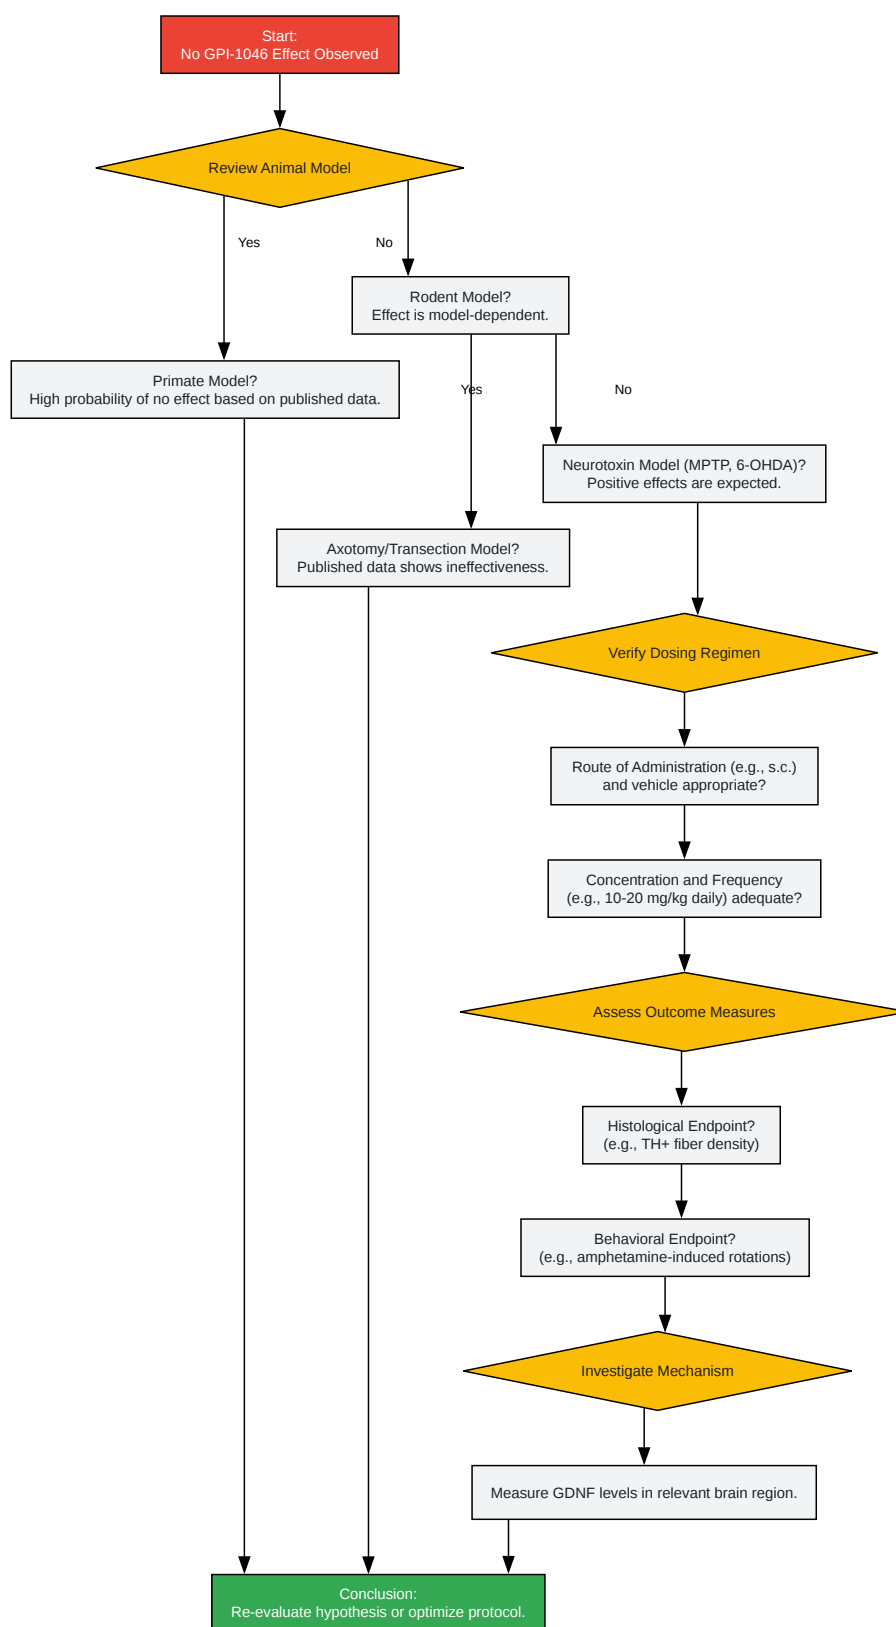 Start:
No GPI-1046 Effect Observed
Review Animal Model
Yes
No
Rodent Model?
Effect is model-dependent.
Primate Model?
High probability of no effect based on published data.
Yes
No
Neurotoxin Model (MPTP, 6-OHDA)?
Positive effects are expected.
Axotomy/Transection Model?
Published data shows ineffectiveness.
Verify Dosing Regimen
Route of Administration (e.g., s.c.)
and vehicle appropriate?
Concentration and Frequency
(e.g., 10-20 mg/kg daily) adequate?
Assess Outcome Measures
Histological Endpoint?
(e.g., TH+ fiber density)
Behavioral Endpoint?
(e.g., amphetamine-induced rotations)
Investigate Mechanism
Measure GDNF levels in relevant brain region.
Conclusion:
Re-evaluate hypothesis or optimize protocol.